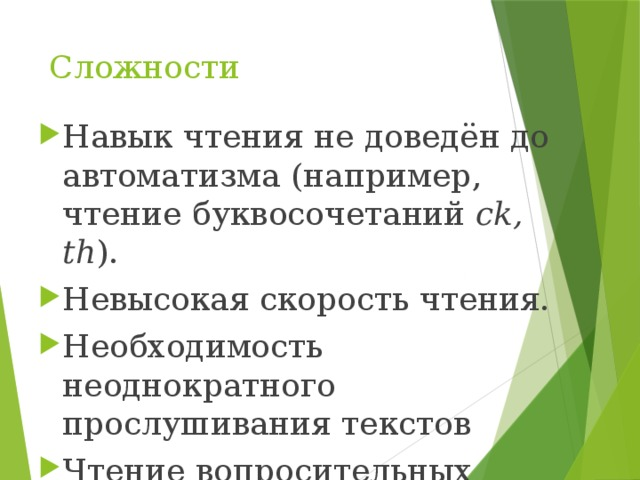 Сложности
Навык чтения не доведён до
автоматизма (например,
чтение буквосочетаний ck,
th).
Невысокая скорость чтения.
Необходимость
неоднократного
прослушивания текстов
Чтение вопросительных